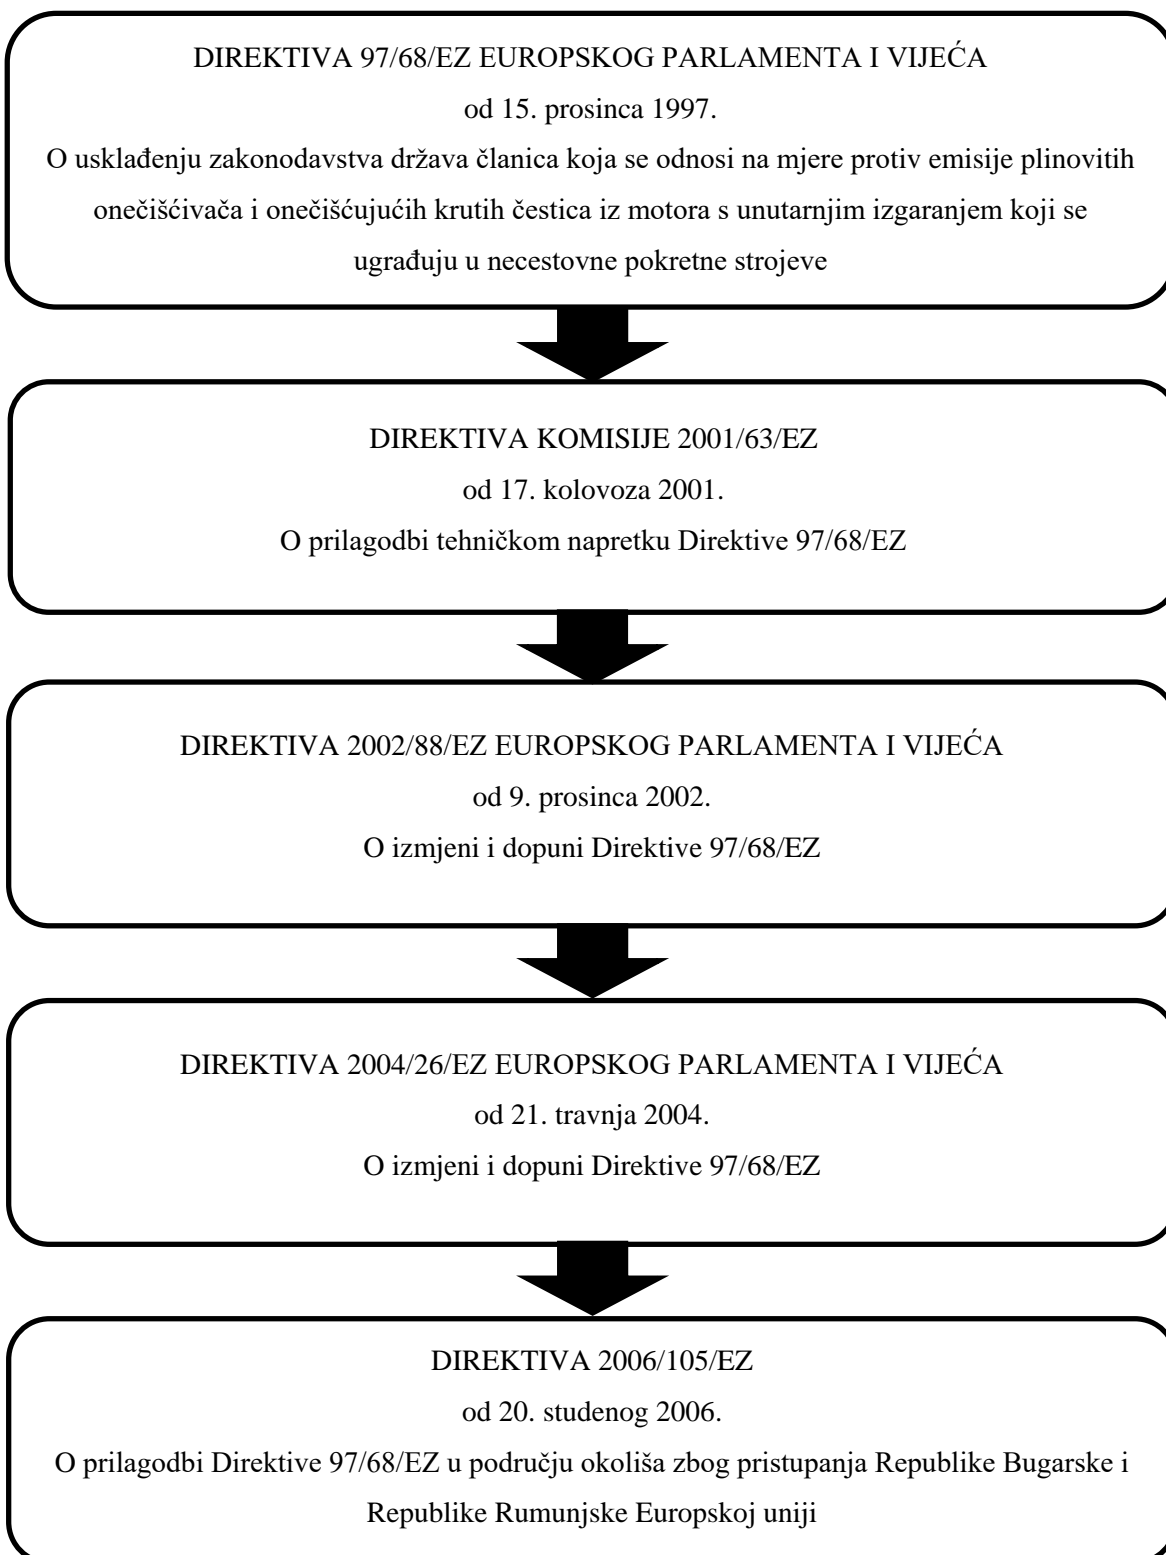 DIREKTIVA 97/68/EZ EUROPSKOG PARLAMENTA I VIJEĆA
od 15. prosinca 1997.
O usklađenju zakonodavstva država članica koja se odnosi na mjere protiv emisije plinovitih
onečišćivača i onečišćujućih krutih čestica iz motora s unutarnjim izgaranjem koji se
ugrađuju u necestovne pokretne strojeve
DIREKTIVA KOMISIJE 2001/63/EZ
od 17. kolovoza 2001.
O prilagodbi tehničkom napretku Direktive 97/68/EZ
DIREKTIVA 2002/88/EZ EUROPSKOG PARLAMENTA I VIJEĆA
od 9. prosinca 2002.
O izmjeni i dopuni Direktive 97/68/EZ
DIREKTIVA 2004/26/EZ EUROPSKOG PARLAMENTA I VIJEĆA
od 21. travnja 2004.
O izmjeni i dopuni Direktive 97/68/EZ
DIREKTIVA 2006/105/EZ
od 20. studenog 2006.
O prilagodbi Direktive 97/68/EZ u području okoliša zbog pristupanja Republike Bugarske i
Republike Rumunjske Europskoj uniji